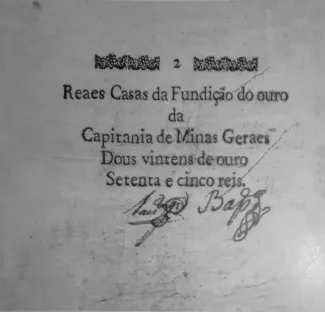 2
Reaes Casas da Fundição do ouro
da
Capitania de Minas Geraes
Dous vintens de ouro
Setenta e cinco reis.